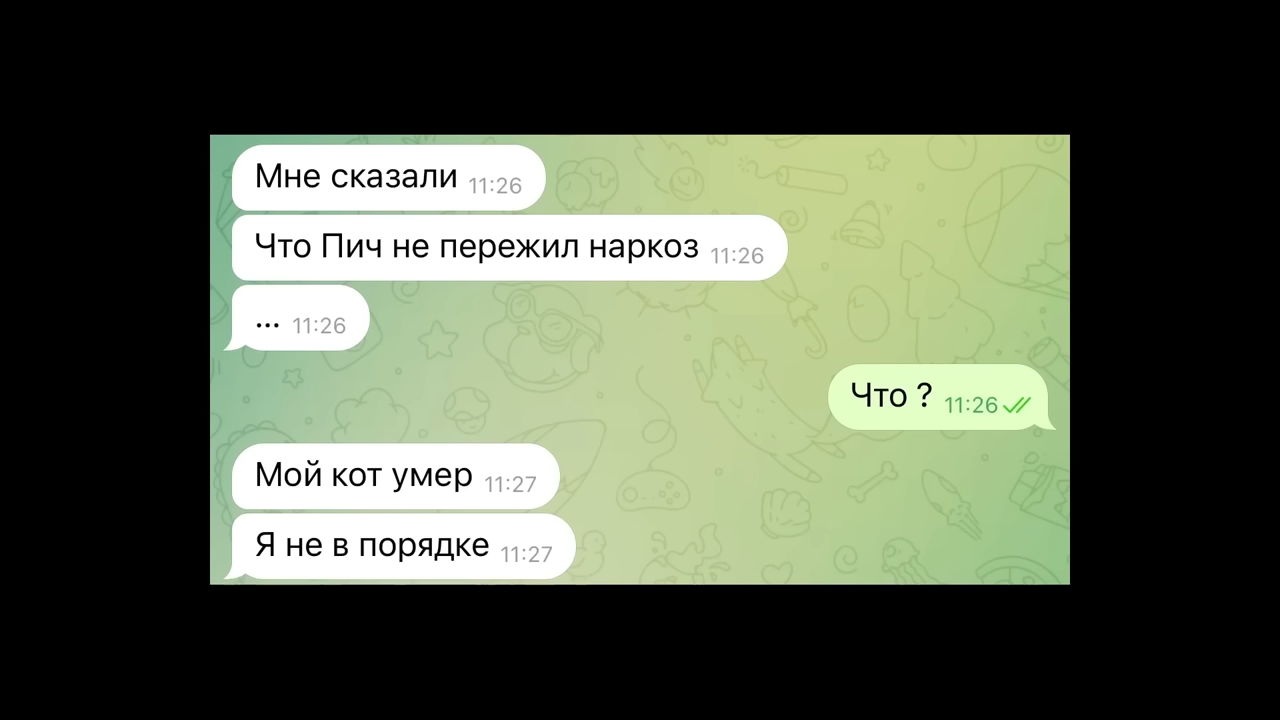 Мне сказали 11:26
Что Пич не пережил наркоз 11:26
... 11:26
Что ? 11:26
Мой кот умер 11:27
Я не в порядке 11:27